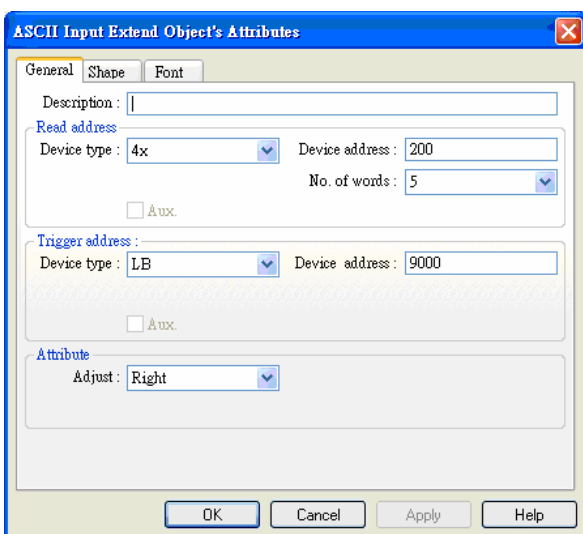 ASCII Input Extend Object's Attributes
General Shape Font
Description :
Read address
Device type : 4x Device address : 200
No. of words : 5
Aux.
Trigger address :
Device type : LB Device address : 9000
Aux.
Attribute
Adjust : Right
OK Cancel Apply Help